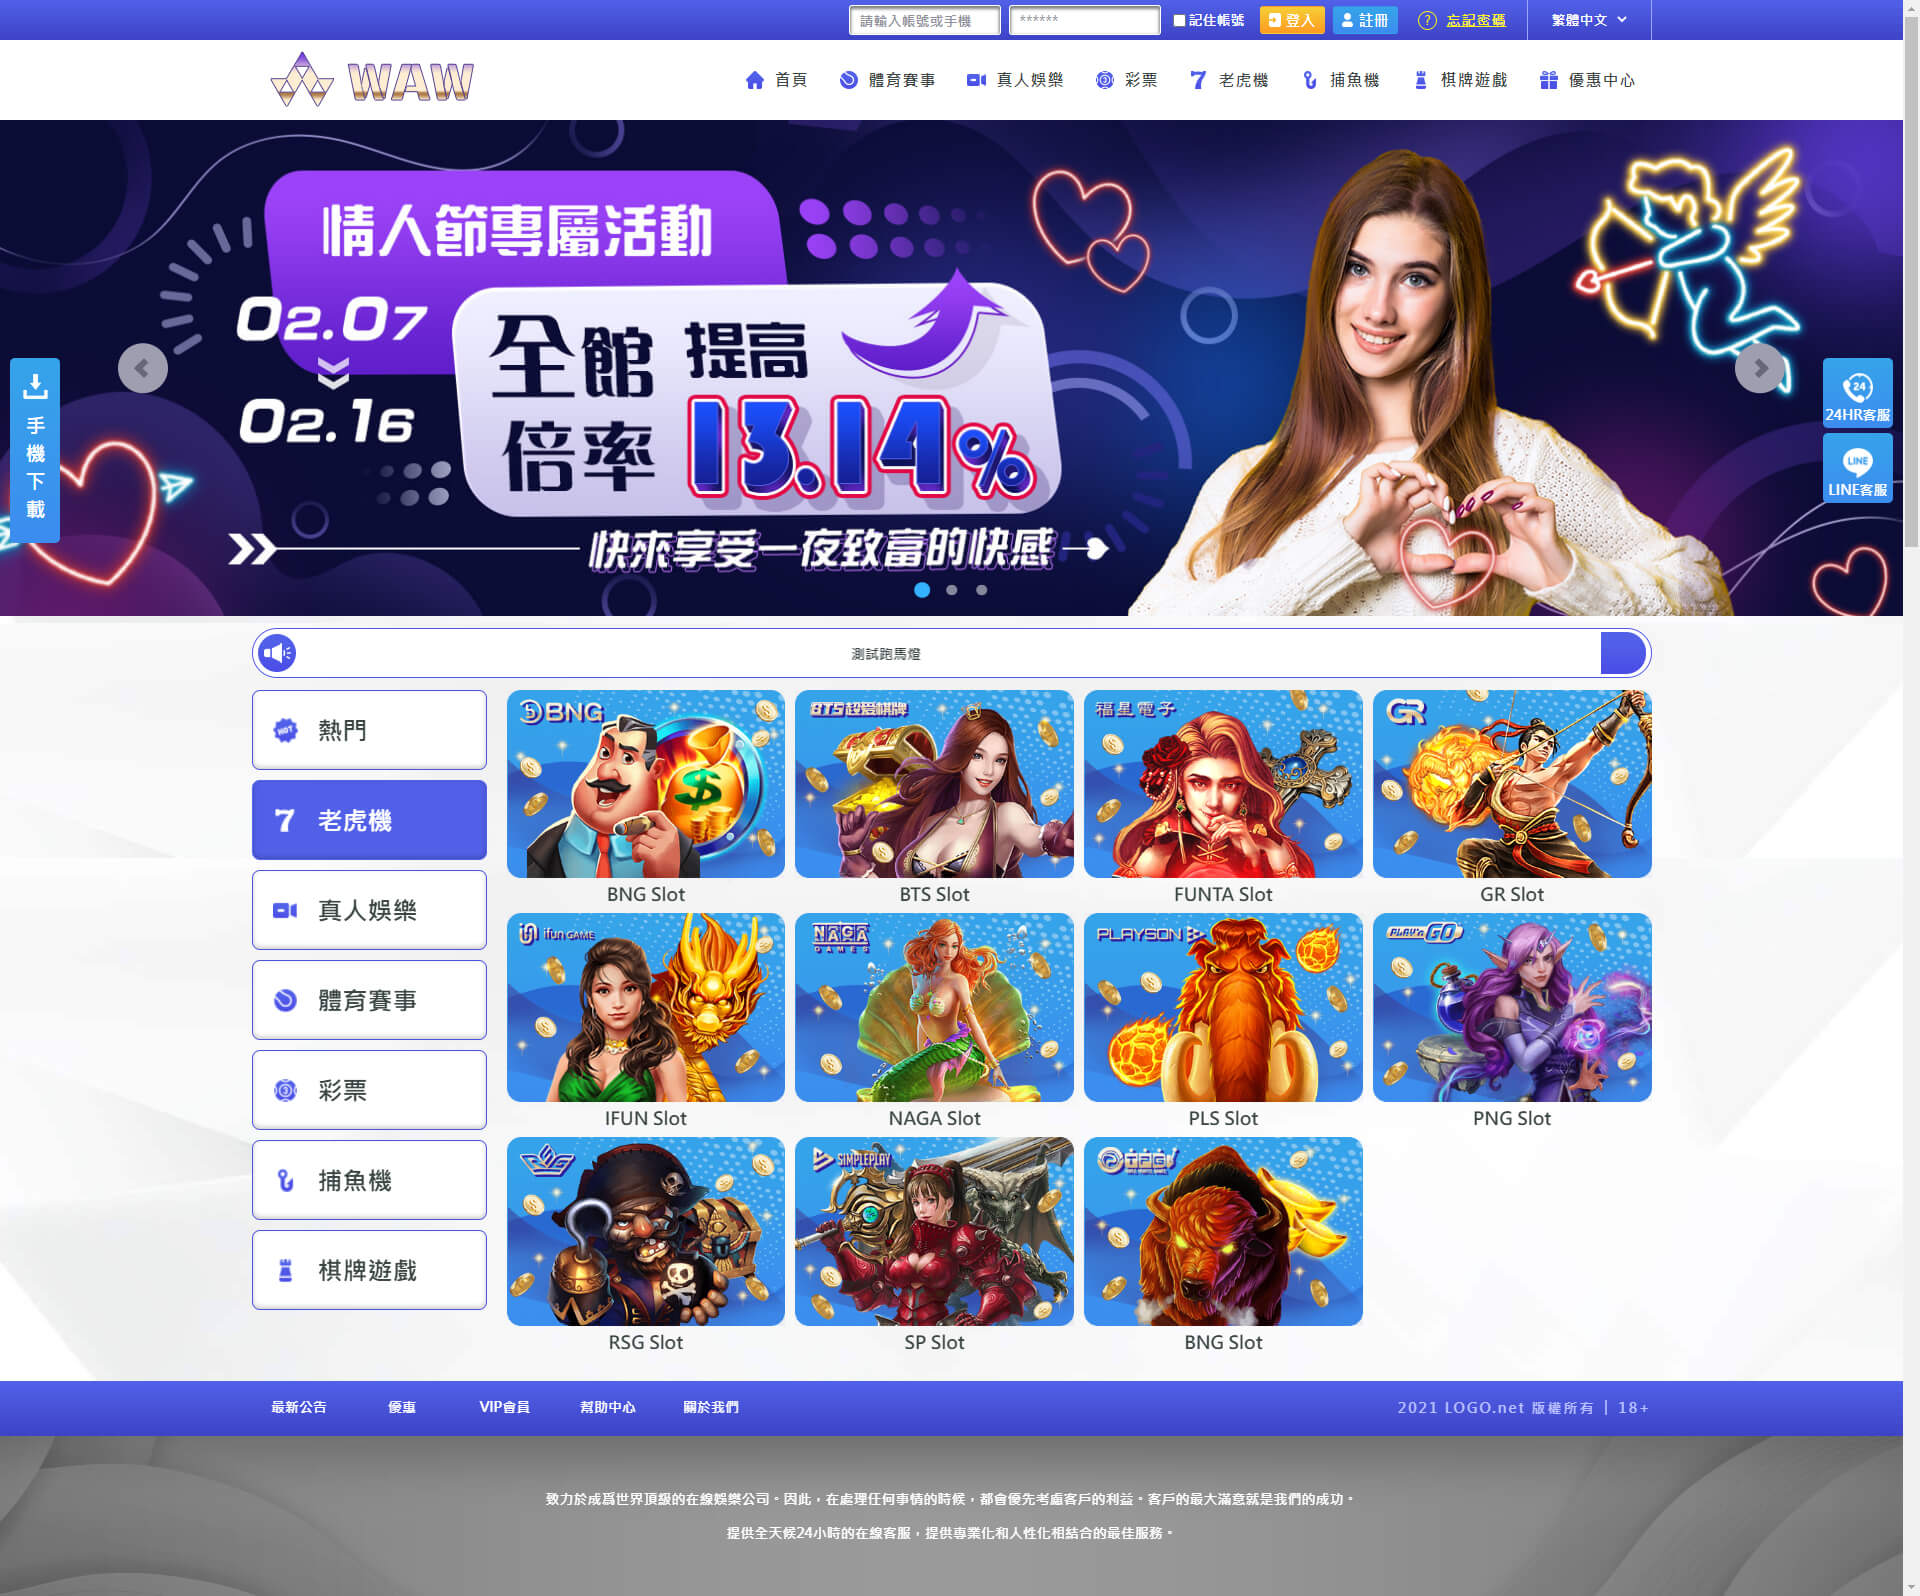 請輸入帳號或手機
******
記住帳號
登入
註冊
?
忘記密碼
繁體中文
WAW
首頁
體育賽事
真人娛樂
彩票
老虎機
捕魚機
棋牌遊戲
優惠中心
情人節專屬活動
02.07
02.16
全館
倍率
提高
13.14%
快來享受一夜致富的快感
手機下載
24
24HR客服
LINE
LINE客服
測試跑馬燈
HOT
熱門
老虎機
真人娛樂
體育賽事
彩票
捕魚機
棋牌遊戲
BNG
BNG Slot
BTS超爱棋牌
BTS Slot
福星電子
FUNTA Slot
GR
GR Slot
ifun GAME
IFUN Slot
NAGA
GAMES
NAGA Slot
PLAYSON
PLS Slot
PLAY'n GO
PNG Slot
RSG Slot
SIMPLEPLAY
SP Slot
TPG
BNG Slot
最新公告
優惠
VIP會員
幫助中心
關於我們
2021 LOGO.net 版權所有 | 18+
致力於成爲世界頂級的在線娛樂公司。因此，在處理任何事情的時候，都會優先考慮客戶的利益。客戶的最大滿意就是我們的成功。
提供全天候24小時的在線客服，提供專業化和人性化相結合的最佳服務。